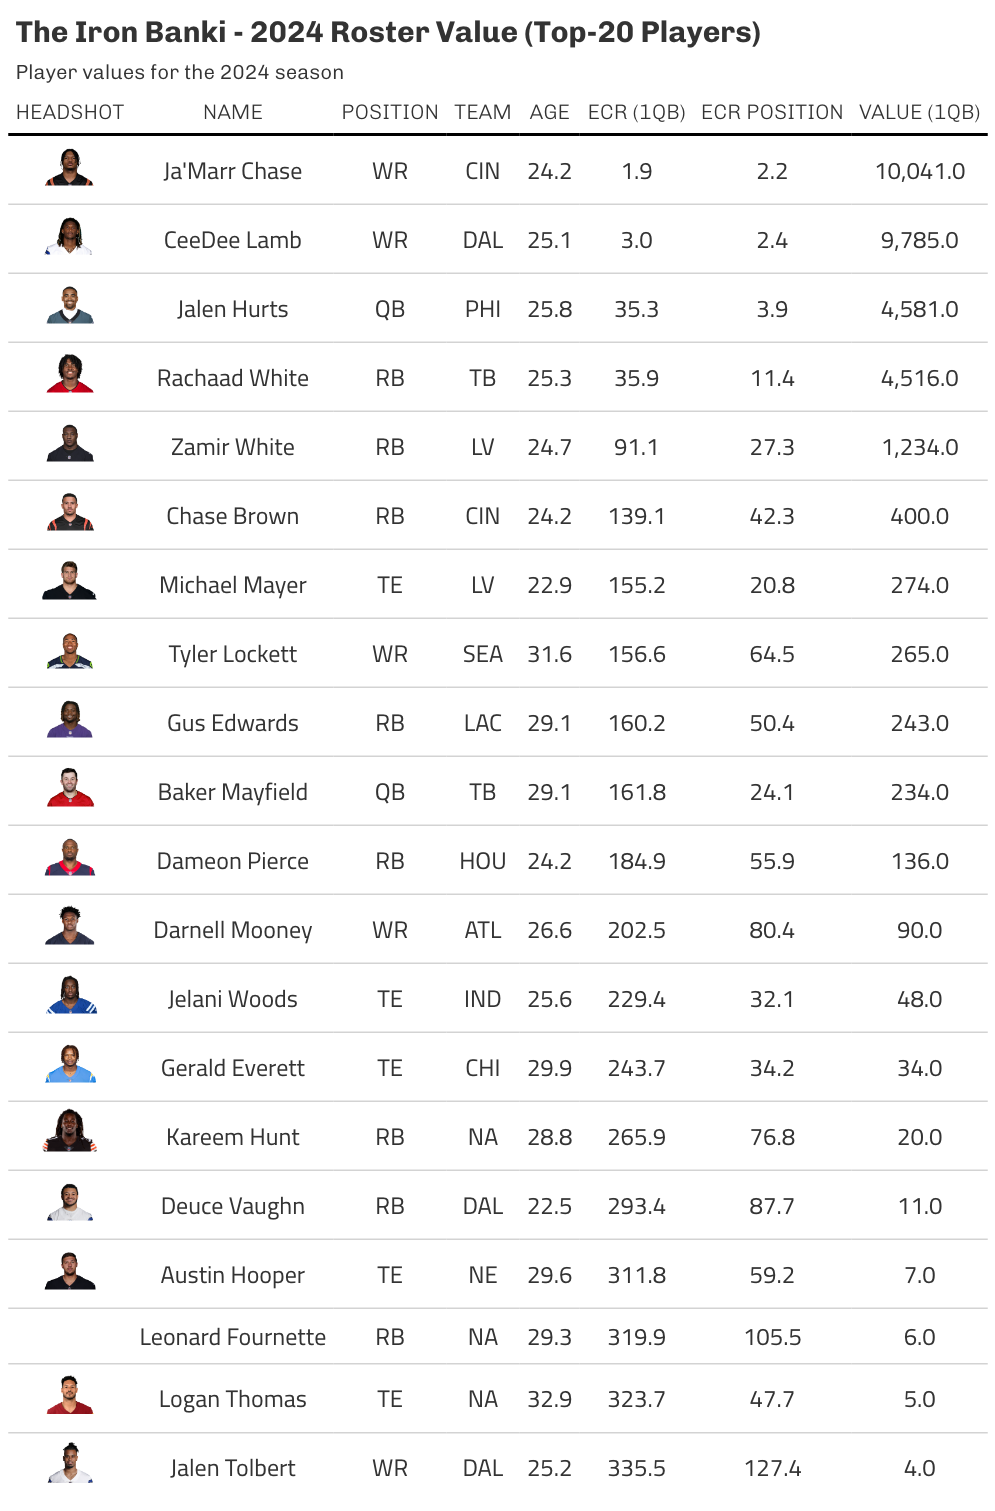 The Iron Banki - 2024 Roster Value (Top-20 Players)
Player values for the 2024 season
HEADSHOT NAME POSITION TEAM AGE ECR (1QB) ECR POSITION VALUE (1QB)
Ja'Marr Chase WR CIN 24.2 1.9 2.2 10,041.0
CeeDee Lamb WR DAL 25.1 3.0 2.4 9,785.0
Jalen Hurts QB PHI 25.8 35.3 3.9 4,581.0
Rachaad White RB TB 25.3 35.9 11.4 4,516.0
Zamir White RB LV 24.7 91.1 27.3 1,234.0
Chase Brown RB CIN 24.2 139.1 42.3 400.0
Michael Mayer TE LV 22.9 155.2 20.8 274.0
Tyler Lockett WR SEA 31.6 156.6 64.5 265.0
Gus Edwards RB LAC 29.1 160.2 50.4 243.0
Baker Mayfield QB TB 29.1 161.8 24.1 234.0
Dameon Pierce RB HOU 24.2 184.9 55.9 136.0
Darnell Mooney WR ATL 26.6 202.5 80.4 90.0
Jelani Woods TE IND 25.6 229.4 32.1 48.0
Gerald Everett TE CHI 29.9 243.7 34.2 34.0
Kareem Hunt RB NA 28.8 265.9 76.8 20.0
Deuce Vaughn RB DAL 22.5 293.4 87.7 11.0
Austin Hooper TE NE 29.6 311.8 59.2 7.0
Leonard Fournette RB NA 29.3 319.9 105.5 6.0
Logan Thomas TE NA 32.9 323.7 47.7 5.0
Jalen Tolbert WR DAL 25.2 335.5 127.4 4.0